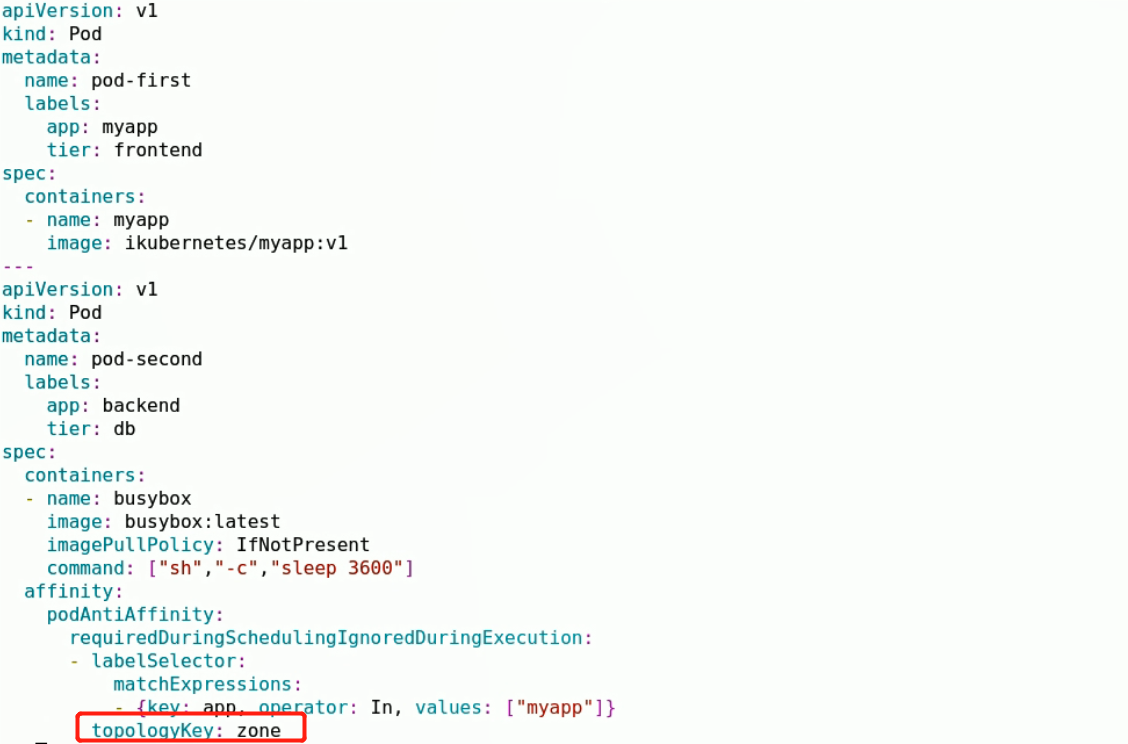 apiVersion: v1
kind: Pod
metadata:
  name: pod-first
  labels:
    app: myapp
    tier: frontend
spec:
  containers:
  - name: myapp
    image: ikubernetes/myapp:v1
---
apiVersion: v1
kind: Pod
metadata:
  name: pod-second
  labels:
    app: backend
    tier: db
spec:
  containers:
  - name: busybox
    image: busybox:latest
    imagePullPolicy: IfNotPresent
    command: ["sh","-c","sleep 3600"]
  affinity:
    podAntiAffinity:
      requiredDuringSchedulingIgnoredDuringExecution:
      - labelSelector:
          matchExpressions:
          - {key: app, operator: In, values: ["myapp"]}
        topologyKey: zone